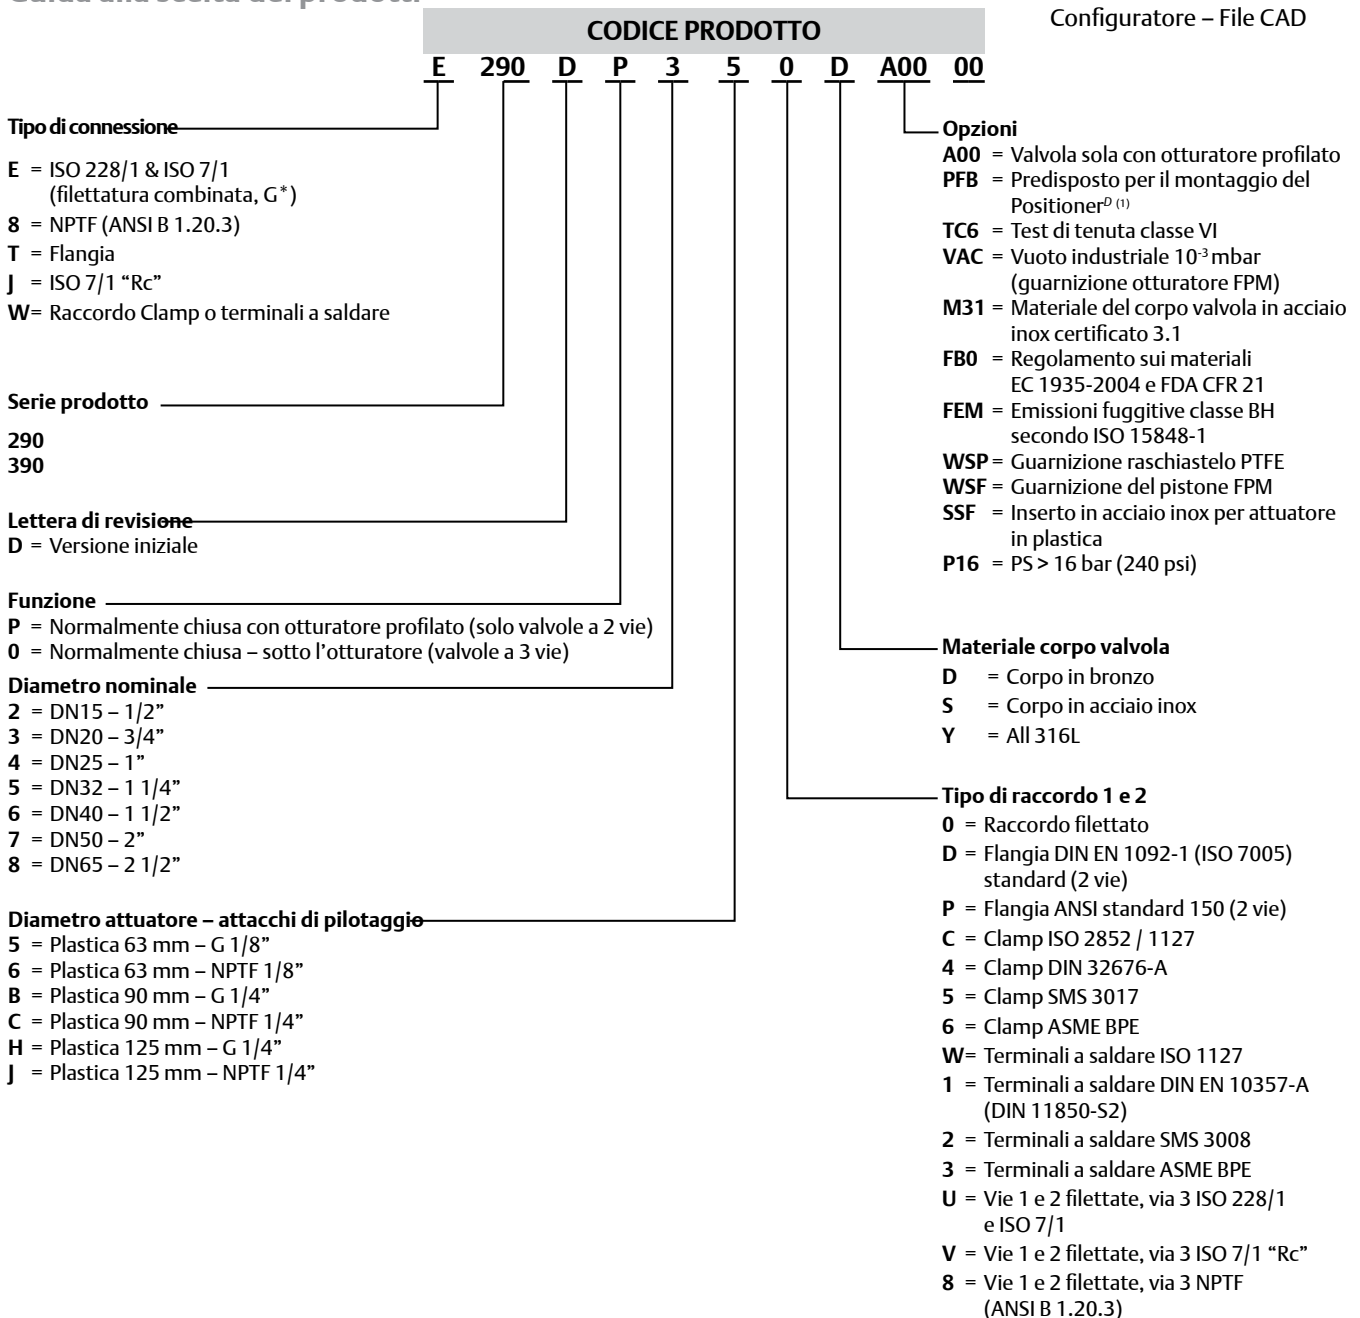 Guida alla scelta dei prodotti
Configuratore – File CAD
CODICE PRODOTTO
E 290 D P 3 5 0 D A00 00
Tipo di connessione
E = ISO 228/1 & ISO 7/1
(filettatura combinata, G*)
8 = NPTF (ANSI B 1.20.3)
T = Flangia
J = ISO 7/1 “Rc”
W= Raccordo Clamp o terminali a saldare
Serie prodotto
290
390
Lettera di revisione
D = Versione iniziale
Funzione
P = Normalmente chiusa con otturatore profilato (solo valvole a 2 vie)
0 = Normalmente chiusa – sotto l’otturatore (valvole a 3 vie)
Diametro nominale
2 = DN15 – 1/2”
3 = DN20 – 3/4”
4 = DN25 – 1”
5 = DN32 – 1 1/4”
6 = DN40 – 1 1/2”
7 = DN50 – 2”
8 = DN65 – 2 1/2”
Diametro attuatore – attacchi di pilotaggio
5 = Plastica 63 mm – G 1/8”
6 = Plastica 63 mm – NPTF 1/8”
B = Plastica 90 mm – G 1/4”
C = Plastica 90 mm – NPTF 1/4”
H = Plastica 125 mm – G 1/4”
J = Plastica 125 mm – NPTF 1/4”
Opzioni
A00 = Valvola sola con otturatore profilato
PFB = Predisposto per il montaggio del
Positionerᴰ ⁽¹⁾
TC6 = Test di tenuta classe VI
VAC = Vuoto industriale 10⁻³ mbar
(guarnizione otturatore FPM)
M31 = Materiale del corpo valvola in acciaio
inox certificato 3.1
FB0 = Regolamento sui materiali
EC 1935-2004 e FDA CFR 21
FEM = Emissioni fuggitive classe BH
secondo ISO 15848-1
WSP = Guarnizione raschiastelo PTFE
WSF = Guarnizione del pistone FPM
SSF = Inserto in acciaio inox per attuatore
in plastica
P16 = PS > 16 bar (240 psi)
Materiale corpo valvola
D = Corpo in bronzo
S = Corpo in acciaio inox
Y = All 316L
Tipo di raccordo 1 e 2
0 = Raccordo filettato
D = Flangia DIN EN 1092-1 (ISO 7005)
standard (2 vie)
P = Flangia ANSI standard 150 (2 vie)
C = Clamp ISO 2852 / 1127
4 = Clamp DIN 32676-A
5 = Clamp SMS 3017
6 = Clamp ASME BPE
W= Terminali a saldare ISO 1127
1 = Terminali a saldare DIN EN 10357-A
(DIN 11850-S2)
2 = Terminali a saldare SMS 3008
3 = Terminali a saldare ASME BPE
U = Vie 1 e 2 filettate, via 3 ISO 228/1
e ISO 7/1
V = Vie 1 e 2 filettate, via 3 ISO 7/1 “Rc”
8 = Vie 1 e 2 filettate, via 3 NPTF
(ANSI B 1.20.3)